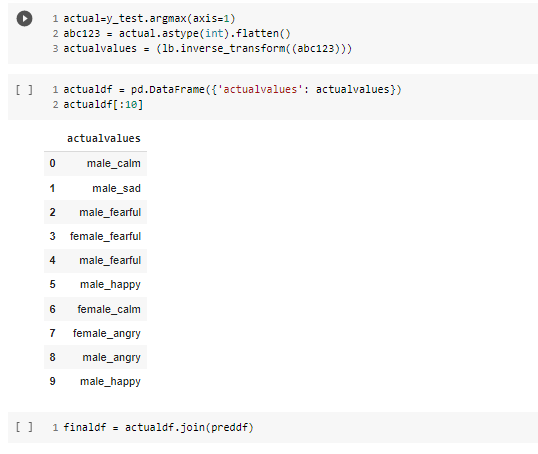 1 actual=y_test.argmax(axis=1)
2 abc123 = actual.astype(int).flatten()
3 actualvalues = (lb.inverse_transform((abc123)))
[ ] 1 actualdf = pd.DataFrame({'actualvalues': actualvalues})
2 actualdf[:10]
actualvalues
0 male_calm
1 male_sad
2 male_fearful
3 female_fearful
4 male_fearful
5 male_happy
6 female_calm
7 female_angry
8 male_angry
9 male_happy
[ ] 1 finaldf = actualdf.join(preddf)